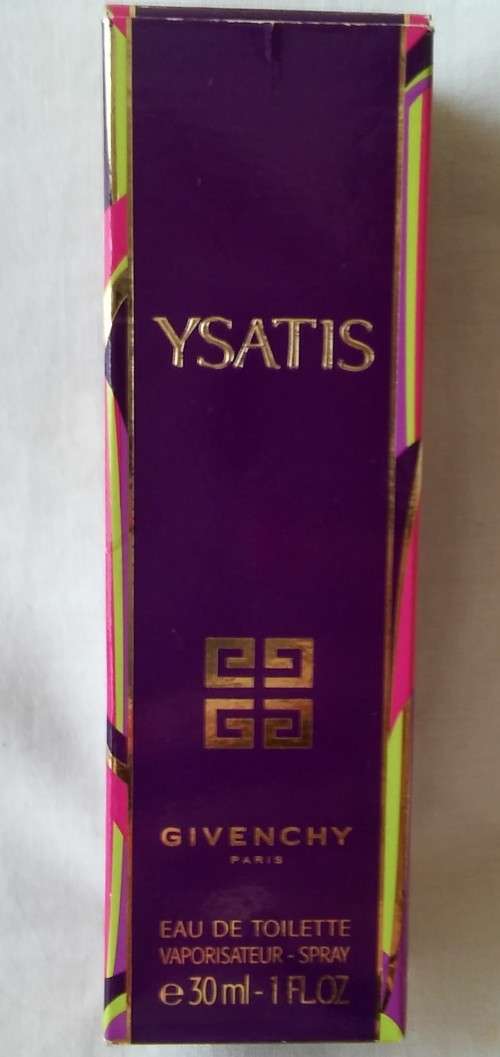 YSATIS
GIVENCHY
PARIS
EAU DE TOILETTE
VAPORISATEUR - SPRAY
℮ 30 ml - 1 FL.OZ